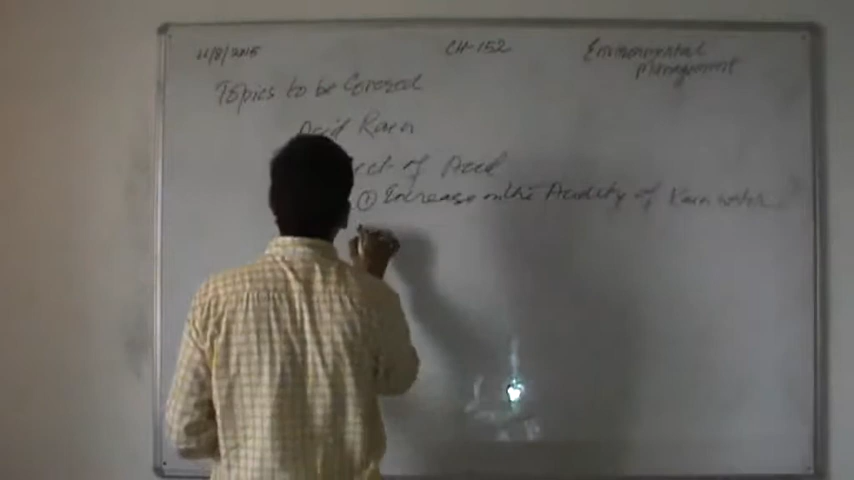 11/8/2015 CH-152 Environmental
Management
Topics to be Covered
Acid Rain
ect of Acid
① Increase in the Acidity of Rain water